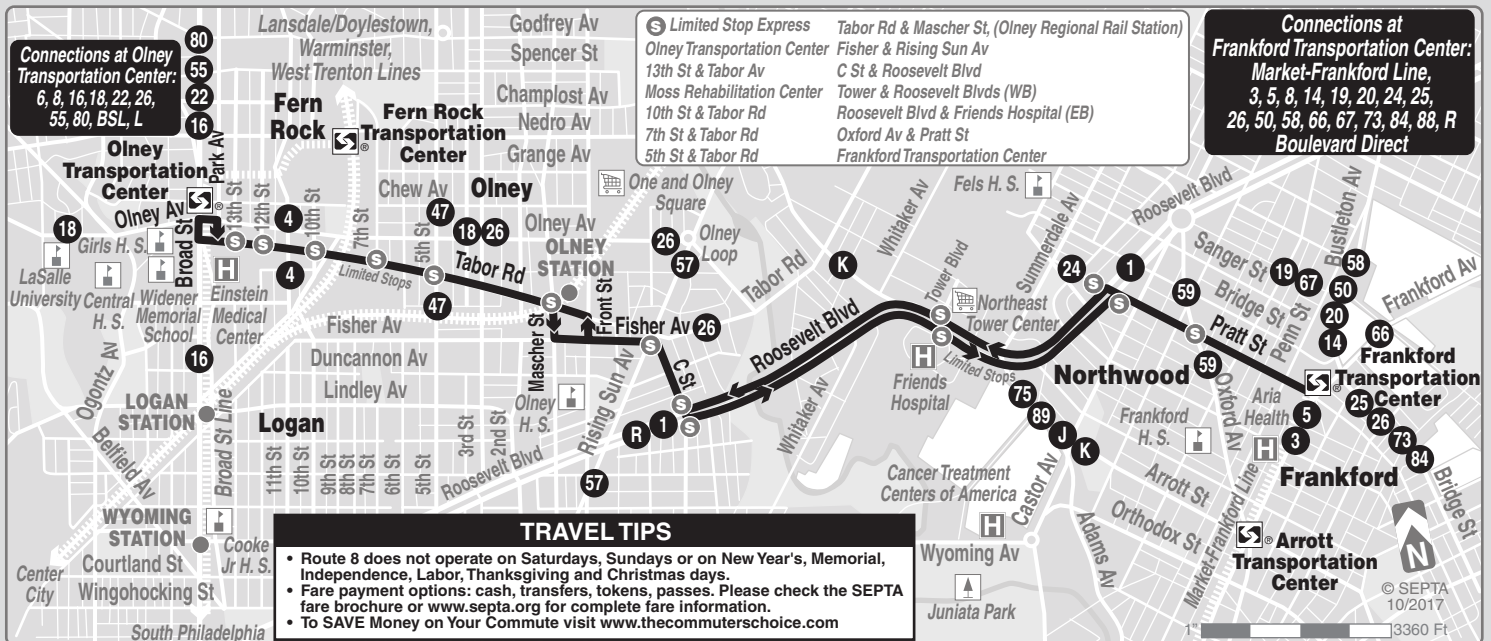 Connections at Olney
Transportation Center:
6, 8, 16,18, 22, 26,
55, 80, BSL, L
80
55
22
16
Lansdale/Doylestown,
Warminster,
West Trenton Lines
Godfrey Av
Spencer St
Champlost Av
Nedro Av
Grange Av
S Limited Stop Express
Olney Transportation Center
13th St & Tabor Av
Moss Rehabilitation Center
10th St & Tabor Rd
7th St & Tabor Rd
5th St & Tabor Rd
Tabor Rd & Mascher St, (Olney Regional Rail Station)
Fisher & Rising Sun Av
C St & Roosevelt Blvd
Tower & Roosevelt Blvds (WB)
Roosevelt Blvd & Friends Hospital (EB)
Oxford Av & Pratt St
Frankford Transportation Center
Connections at
Frankford Transportation Center:
Market-Frankford Line,
3, 5, 8, 14, 19, 20, 24, 25,
26, 50, 58, 66, 67, 73, 84, 88, R
Boulevard Direct
Fern
Rock
Fern Rock
Transportation
Center
®
Olney
Transportation
Center
®
Park Av
Olney Av
Broad St
13th St
12th St
4
10th St
7th St
Chew Av
Olney
47
18
26
5th St
Olney Av
OLNEY
STATION
One and Olney
Square
26
57
Olney
Loop
Tabor Rd
K
Whitaker Av
Fels H. S.
Summerdale Av
Roosevelt Blvd
Sanger St
Bridge St
Penn St
Bustleton Av
Frankford Av
19
67
58
50
20
14
66
18
Girls H. S.
LaSalle
University
Central
H. S.
Widener
Memorial
School
H
Einstein
Medical
Center
4
S
S
S
S
S
Limited Stops
47
Tabor Rd
S
Mascher St
Front St
Fisher Av
26
S
C St
S
S
Fisher Av
Duncannon Av
Lindley Av
Ogontz Av
16
LOGAN
STATION
Logan
Belfield Av
Broad St Line
11th St
10th St
9th St
8th St
7th St
6th St
5th St
3rd St
2nd St
Olney
H. S.
Rising Sun Av
Roosevelt Blvd
57
R
1
Roosevelt Blvd
Whitaker Av
Tower Blvd
S
S
Northeast
Tower Center
H
Friends
Hospital
Limited Stops
24
S
1
S
59
S
Pratt St
59
Northwood
Oxford Av
Frankford
H. S.
Aria
Health
H
®
Frankford
Transportation
Center
5
3
25
26
73
84
Frankford
Bridge St
75
89
J
K
Castor Av
Cancer Treatment
Centers of America
H
Wyoming Av
Juniata Park
Adams Av
Arrott St
Orthodox St
Market-Frankford Line
® Arrott
Transportation
Center
N
© SEPTA
10/2017
1"
3360 Ft
WYOMING
STATION
Cooke
Jr H. S.
Courtland St
Wingohocking St
Center
City
South Philadelphia
TRAVEL TIPS
• Route 8 does not operate on Saturdays, Sundays or on New Year's, Memorial,
Independence, Labor, Thanksgiving and Christmas days.
• Fare payment options: cash, transfers, tokens, passes. Please check the SEPTA
fare brochure or www.septa.org for complete fare information.
• To SAVE Money on Your Commute visit www.thecommuterschoice.com